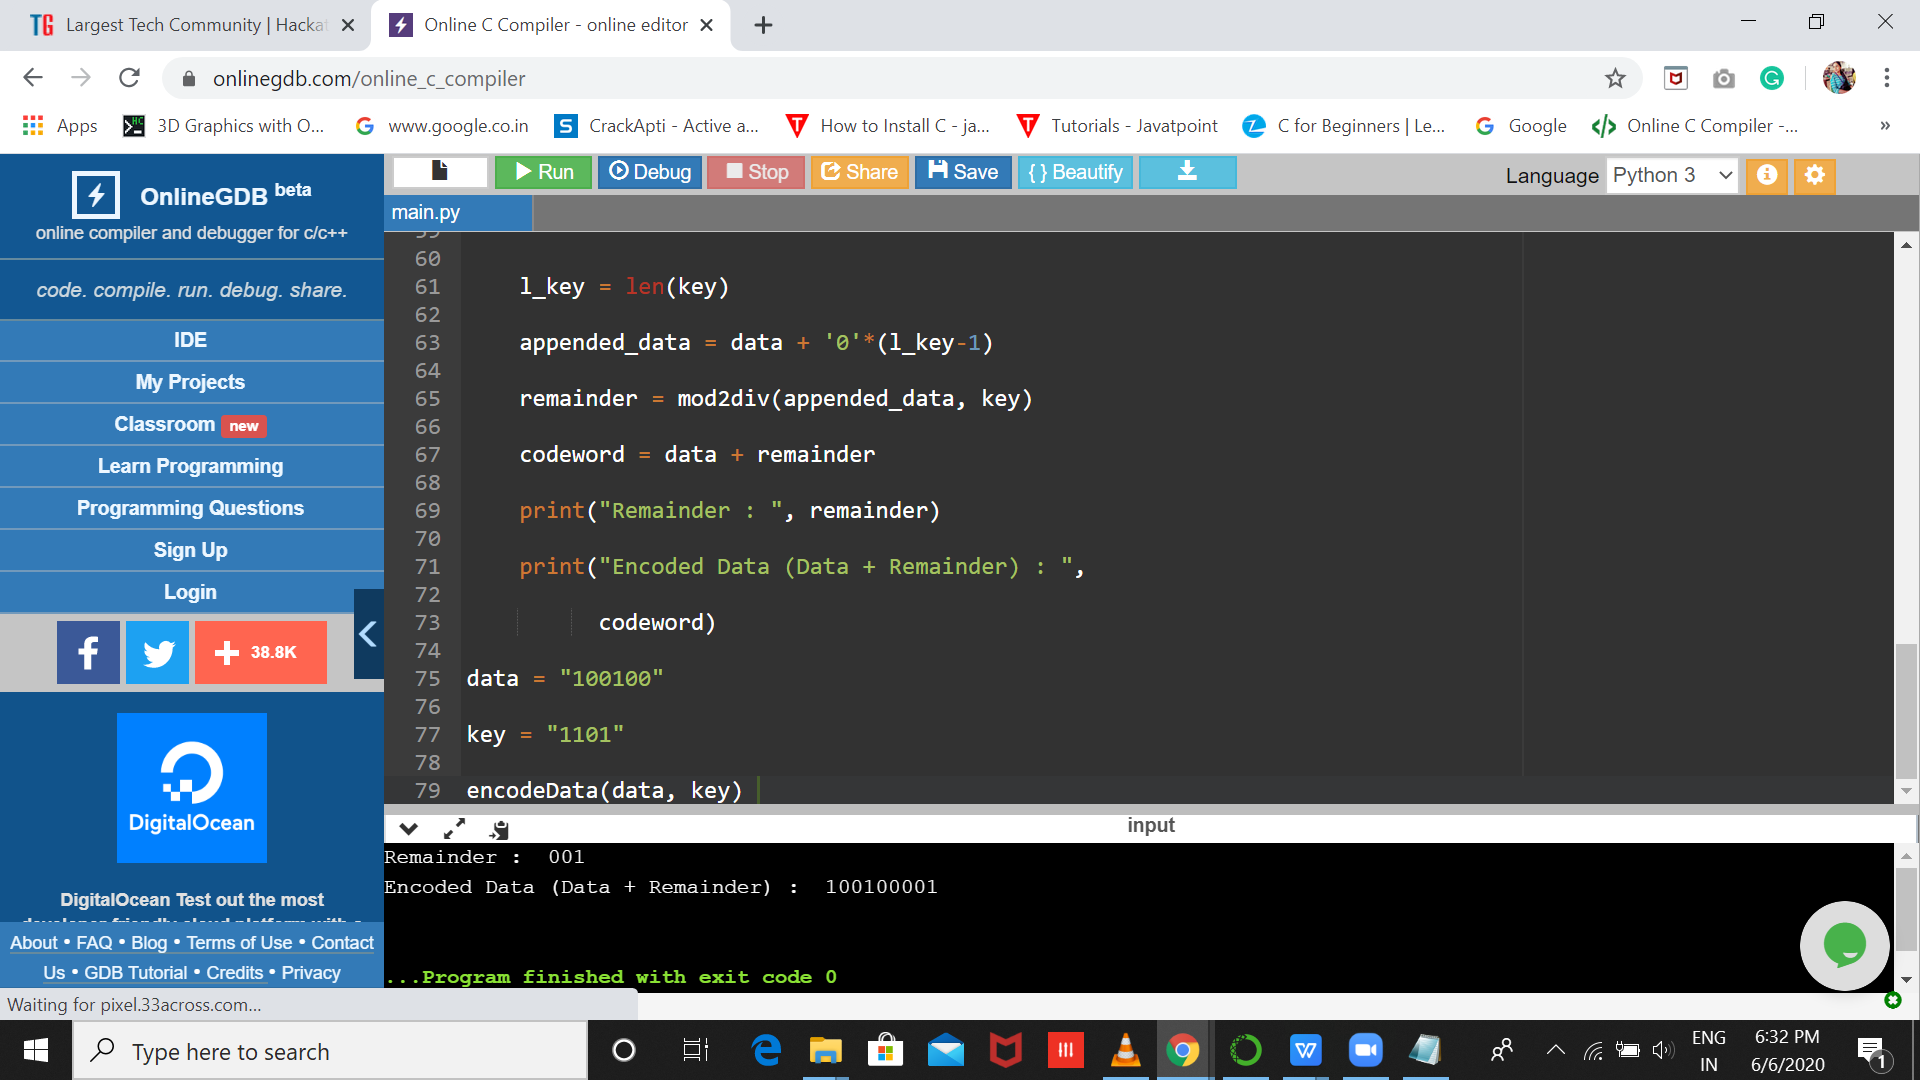 Largest Tech Community | Hacka
Online C Compiler - online editor
onlinegdb.com/online_c_compiler
Apps
3D Graphics with O...
www.google.co.in
CrackApti - Active a...
How to Install C - ja...
Tutorials - Javatpoint
C for Beginners | Le...
Google
Online C Compiler -...
»
OnlineGDB beta
online compiler and debugger for c/c++
code. compile. run. debug. share.
IDE
My Projects
Classroom new
Learn Programming
Programming Questions
Sign Up
Login
38.8K
DigitalOcean
DigitalOcean Test out the most
About • FAQ • Blog • Terms of Use • Contact
Us • GDB Tutorial • Credits • Privacy
Waiting for pixel.33across.com...
Run
Debug
Stop
Share
Save
{ } Beautify
Language Python 3
main.py
60
61 l_key = len(key)
62
63 appended_data = data + '0'*(l_key-1)
64
65 remainder = mod2div(appended_data, key)
66
67 codeword = data + remainder
68
69 print("Remainder : ", remainder)
70
71 print("Encoded Data (Data + Remainder) : ",
72
73 codeword)
74
75 data = "100100"
76
77 key = "1101"
78
79 encodeData(data, key)
input
Remainder :  001
Encoded Data (Data + Remainder) :  100100001
...Program finished with exit code 0
Type here to search
ENG
IN
6:32 PM
6/6/2020
1